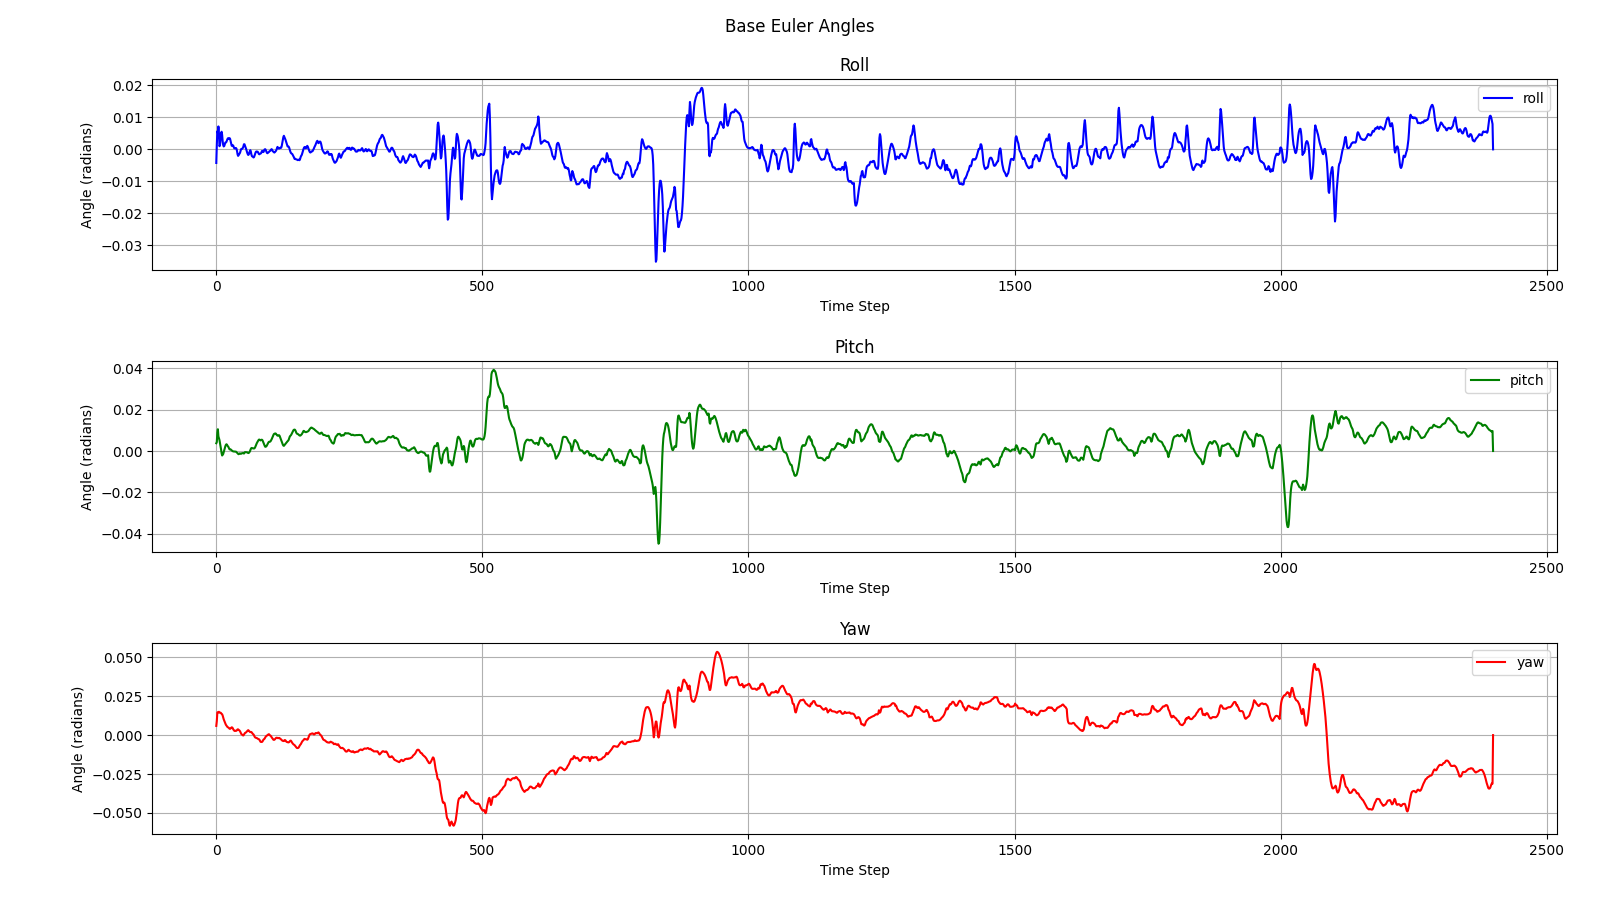 Base Euler Angles
Roll
0.02
0.01
0.00
−0.01
−0.02
−0.03
Angle (radians)
roll
0 500 1000 1500 2000 2500
Time Step
Pitch
0.04
0.02
0.00
−0.02
−0.04
Angle (radians)
pitch
0 500 1000 1500 2000 2500
Time Step
Yaw
0.050
0.025
0.000
−0.025
−0.050
Angle (radians)
yaw
0 500 1000 1500 2000 2500
Time Step